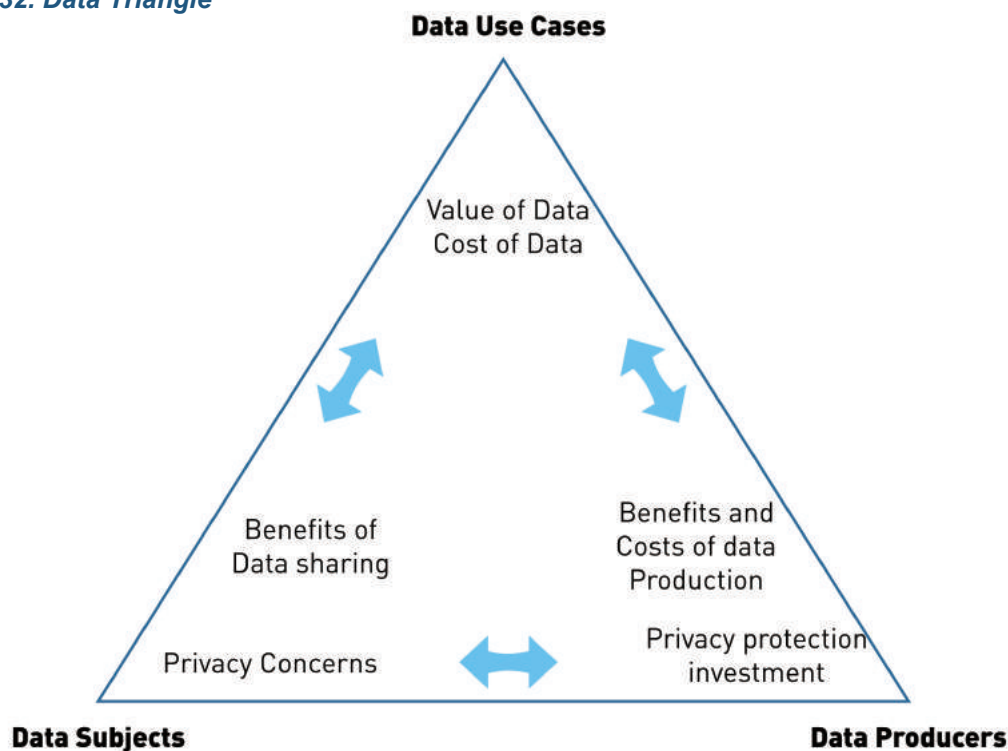 32. Data Triangle
Data Use Cases
Value of Data
Cost of Data
Benefits of
Data sharing
Benefits and
Costs of data
Production
Privacy Concerns
Privacy protection
investment
Data Subjects
Data Producers